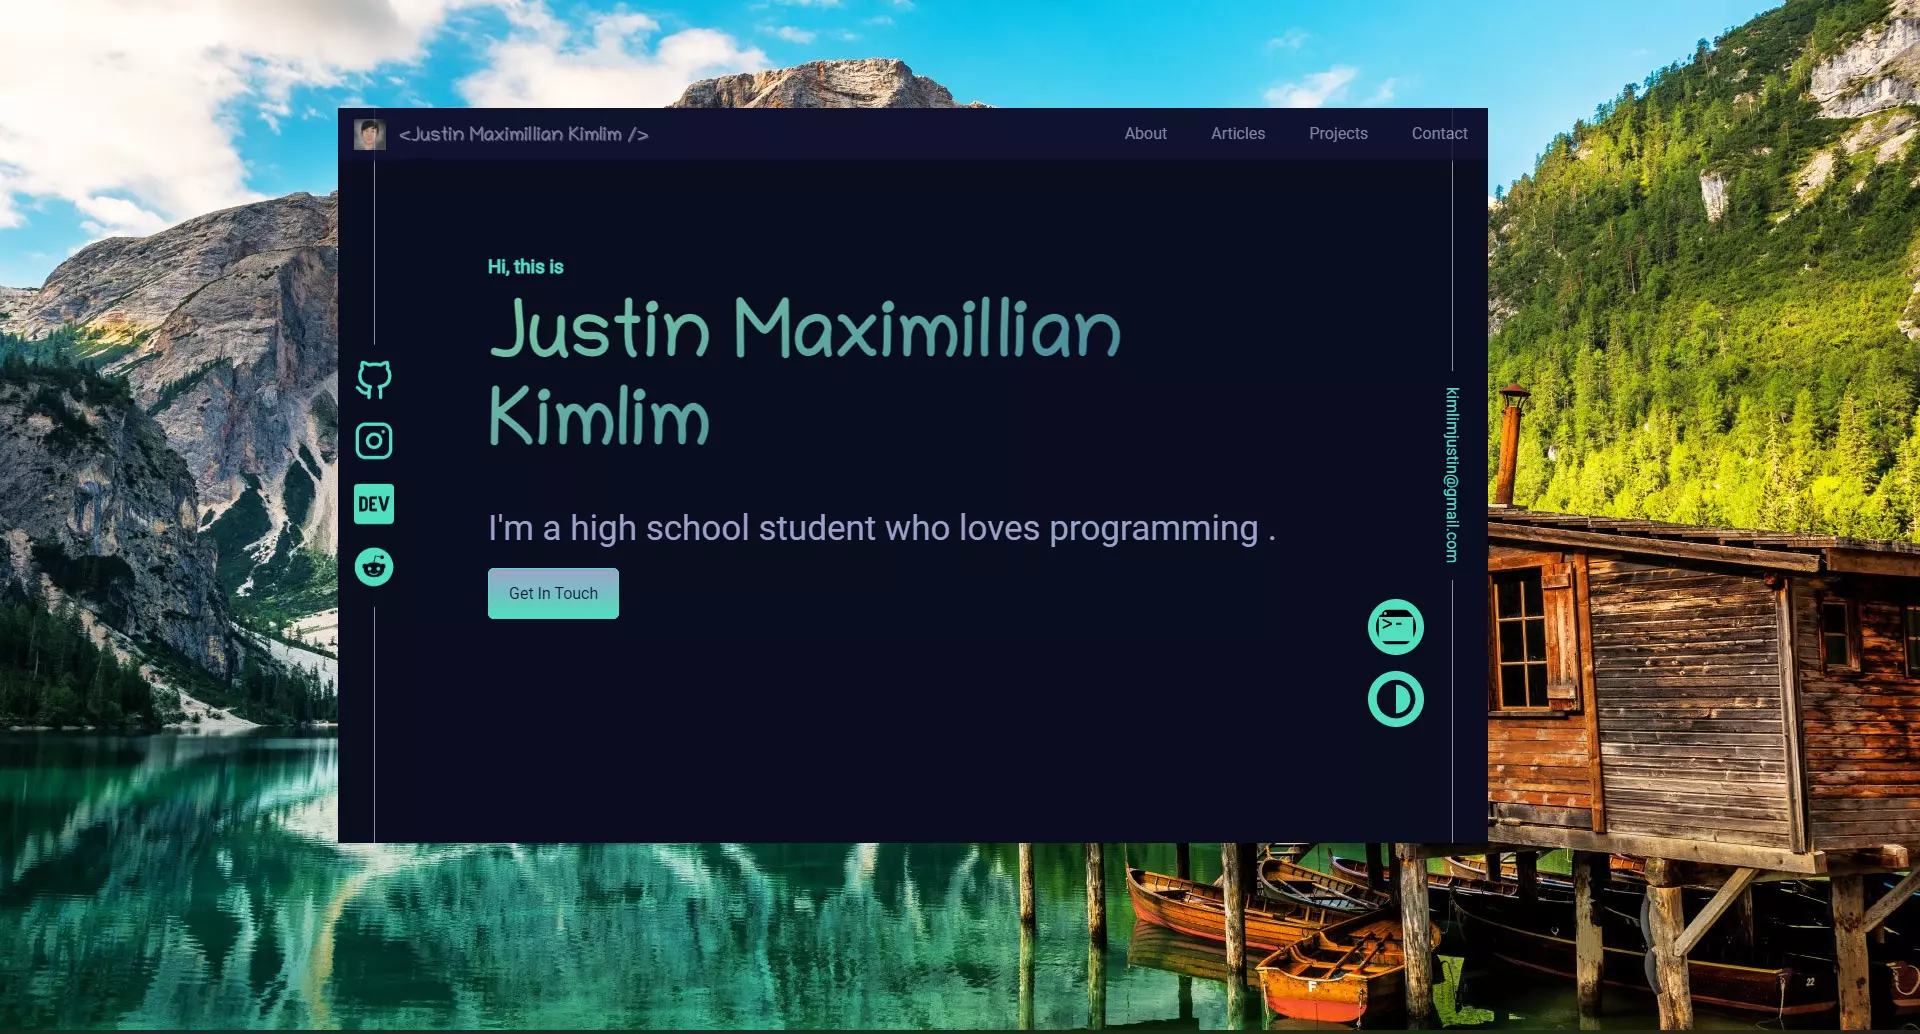 <Justin Maximillian Kimlim />
About
Articles
Projects
Contact
Hi, this is
Justin Maximillian
Kimlim
I'm a high school student who loves programming .
Get In Touch
DEV
kimlimjustin@gmail.com
>-
F
22